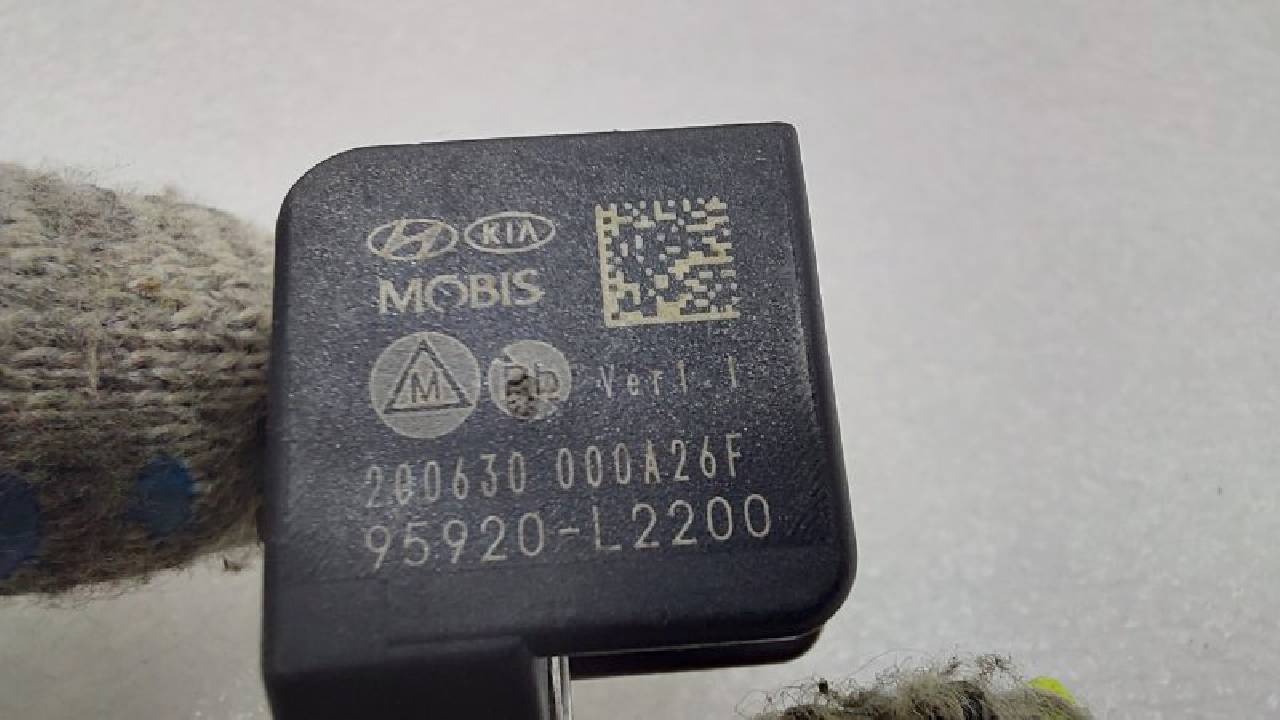 KIA
MOBIS
M Pb Ver1.1
200630 000A26F
95920-L2200